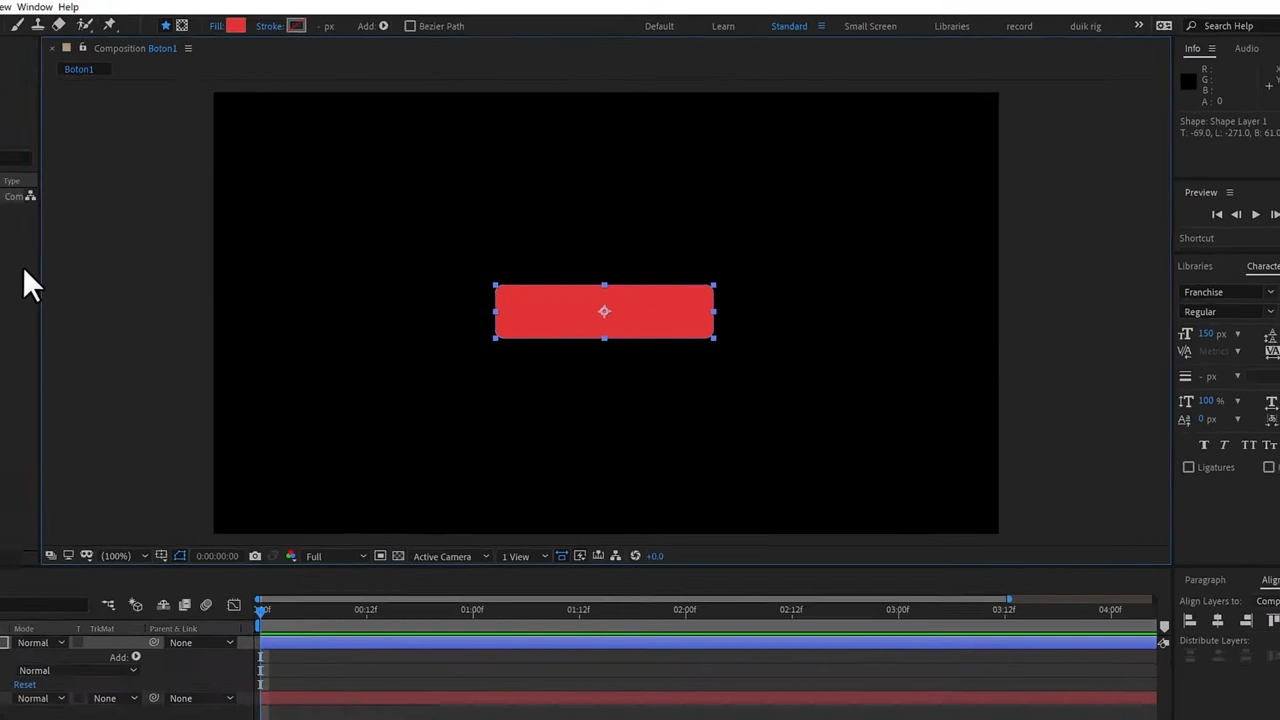 ew Window Help
Fill: Stroke: - px Add: Bezier Path Default Learn Standard Small Screen Libraries record duik rig Search Help
× Composition Boton1 Info Audio
Boton1 R :
G :
B :
A : 0
Shape: Shape Layer 1
T: -69.0, L: -271.0, B: 61.0
Type
Com
Preview
Shortcut
Libraries Characte
Franchise
Regular
150 px
Metrics
- px
100 %
0 px
T T TT Tt
Ligatures
(100%) 0:00:00:00 Full Active Camera 1 View +0.0
Paragraph Align
Align Layers to: Comp
Distribute Layers:
:00f 00:12f 01:00f 01:12f 02:00f 02:12f 03:00f 03:12f 04:00f
Mode T TrkMat Parent & Link
Normal None
Add:
Normal
Reset
Normal None None